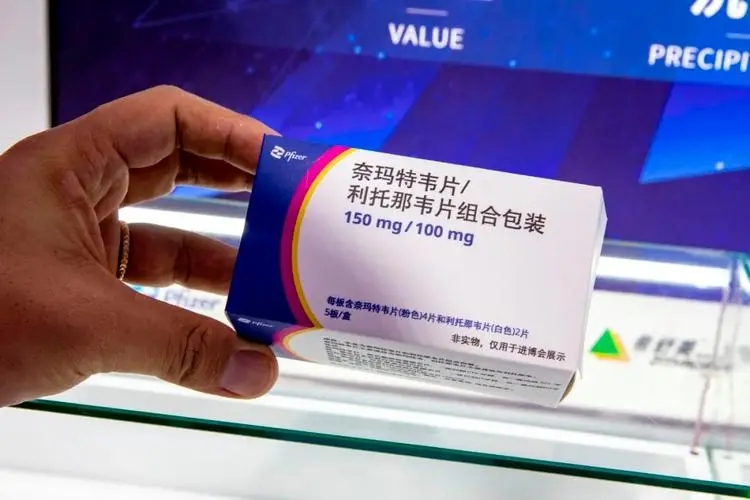 VALUE
PRECIPI
Pfizer
奈玛特韦片/
利托那韦片组合包装
150 mg / 100 mg
每板含奈玛特韦片(粉色)4片和利托那韦片(白色)2片
5板/盒
非实物，仅用于进博会展示
Pfizer
Pfizer